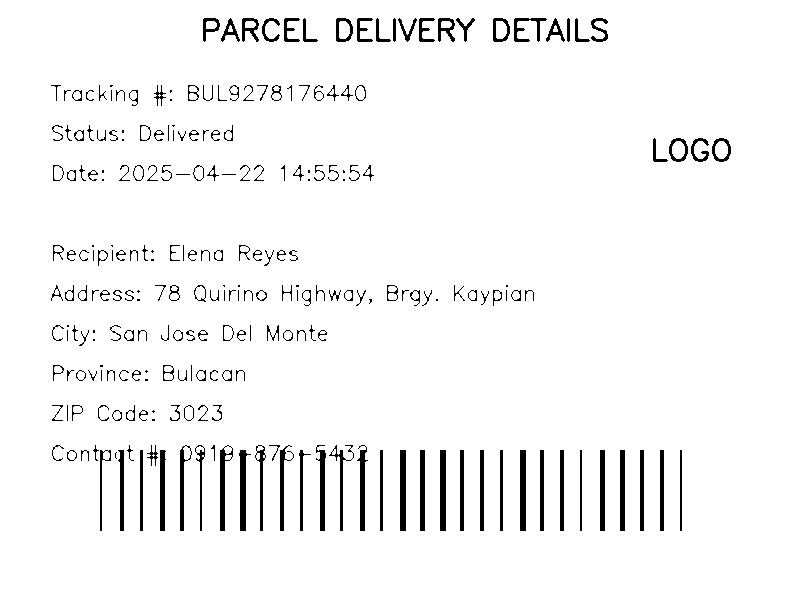 PARCEL DELIVERY DETAILS
Tracking #: BUL9278176440
Status: Delivered
LOGO
Date: 2025-04-22 14:55:54
Recipient: Elena Reyes
Address: 78 Quirino Highway, Brgy. Kaypian
City: San Jose Del Monte
Province: Bulacan
ZIP Code: 3023
Contact #: 0919-876-5432